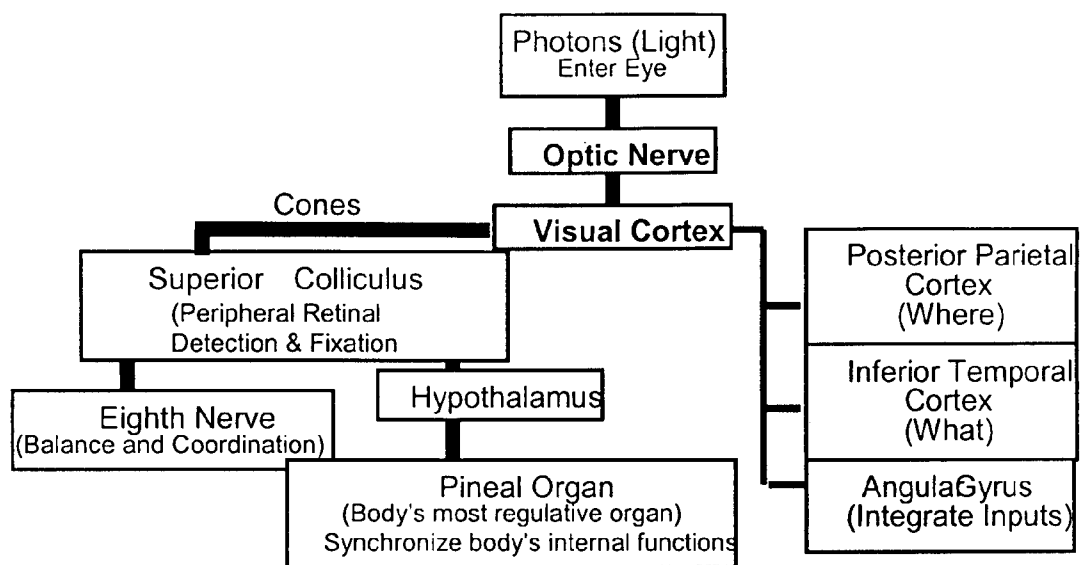 Photons (Light)
Enter Eye
Optic Nerve
Cones
Visual Cortex
Superior Colliculus
(Peripheral Retinal
Detection & Fixation
Eighth Nerve
(Balance and Coordination)
Hypothalamus
Pineal Organ
(Body's most regulative organ)
Synchronize body's internal functions
Posterior Parietal
Cortex
(Where)
Inferior Temporal
Cortex
(What)
AngulaGyrus
(Integrate Inputs)